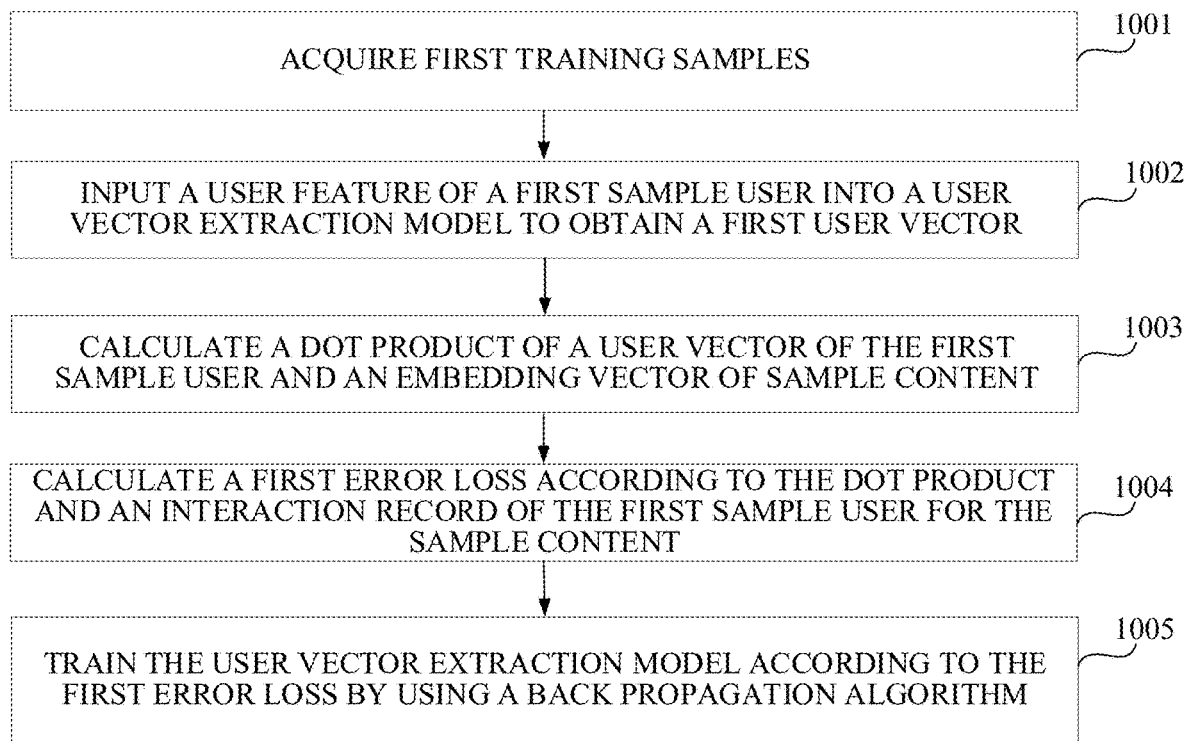 1001
ACQUIRE FIRST TRAINING SAMPLES
1002
INPUT A USER FEATURE OF A FIRST SAMPLE USER INTO A USER
VECTOR EXTRACTION MODEL TO OBTAIN A FIRST USER VECTOR
1003
CALCULATE A DOT PRODUCT OF A USER VECTOR OF THE FIRST
SAMPLE USER AND AN EMBEDDING VECTOR OF SAMPLE CONTENT
1004
CALCULATE A FIRST ERROR LOSS ACCORDING TO THE DOT PRODUCT
AND AN INTERACTION RECORD OF THE FIRST SAMPLE USER FOR THE
SAMPLE CONTENT
1005
TRAIN THE USER VECTOR EXTRACTION MODEL ACCORDING TO THE
FIRST ERROR LOSS BY USING A BACK PROPAGATION ALGORITHM